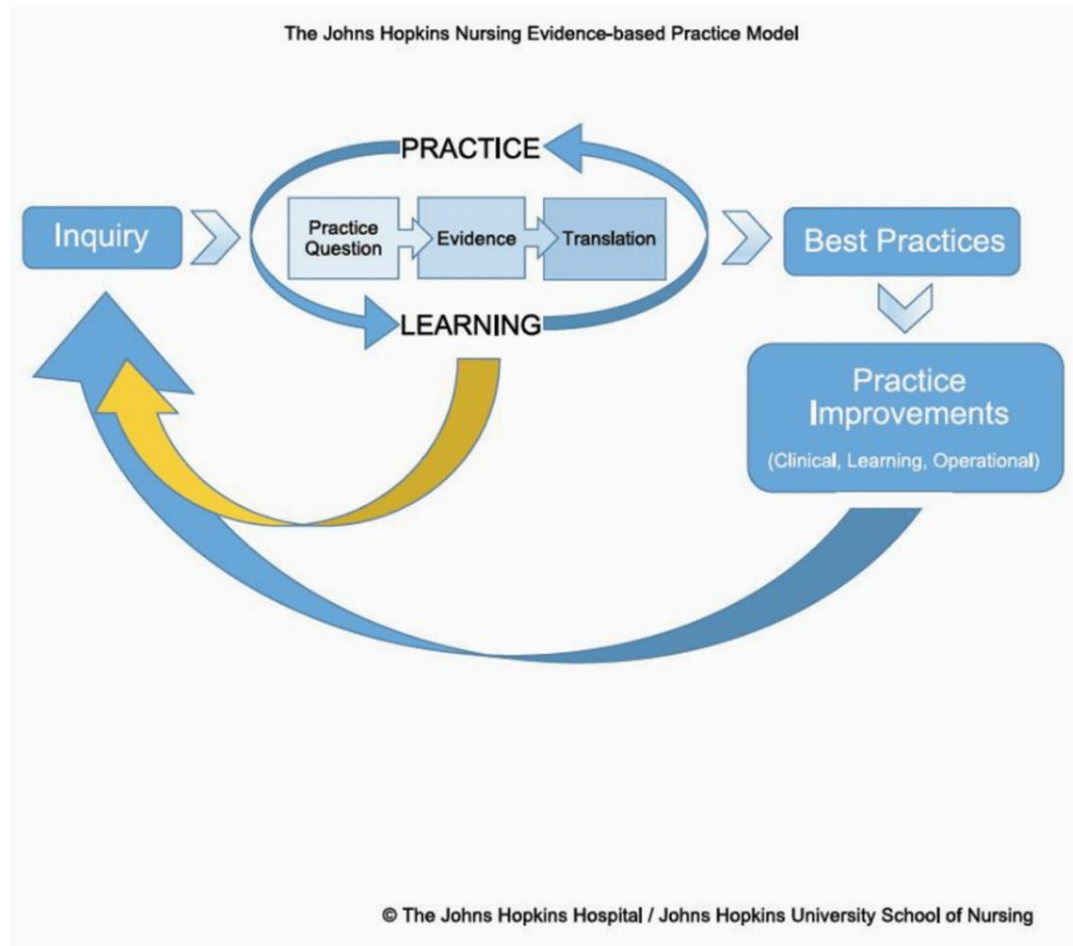 The Johns Hopkins Nursing Evidence-based Practice Model
PRACTICE
Inquiry
Practice
Question
Evidence
Translation
LEARNING
Best Practices
Practice
Improvements
(Clinical, Learning, Operational)
© The Johns Hopkins Hospital / Johns Hopkins University School of Nursing